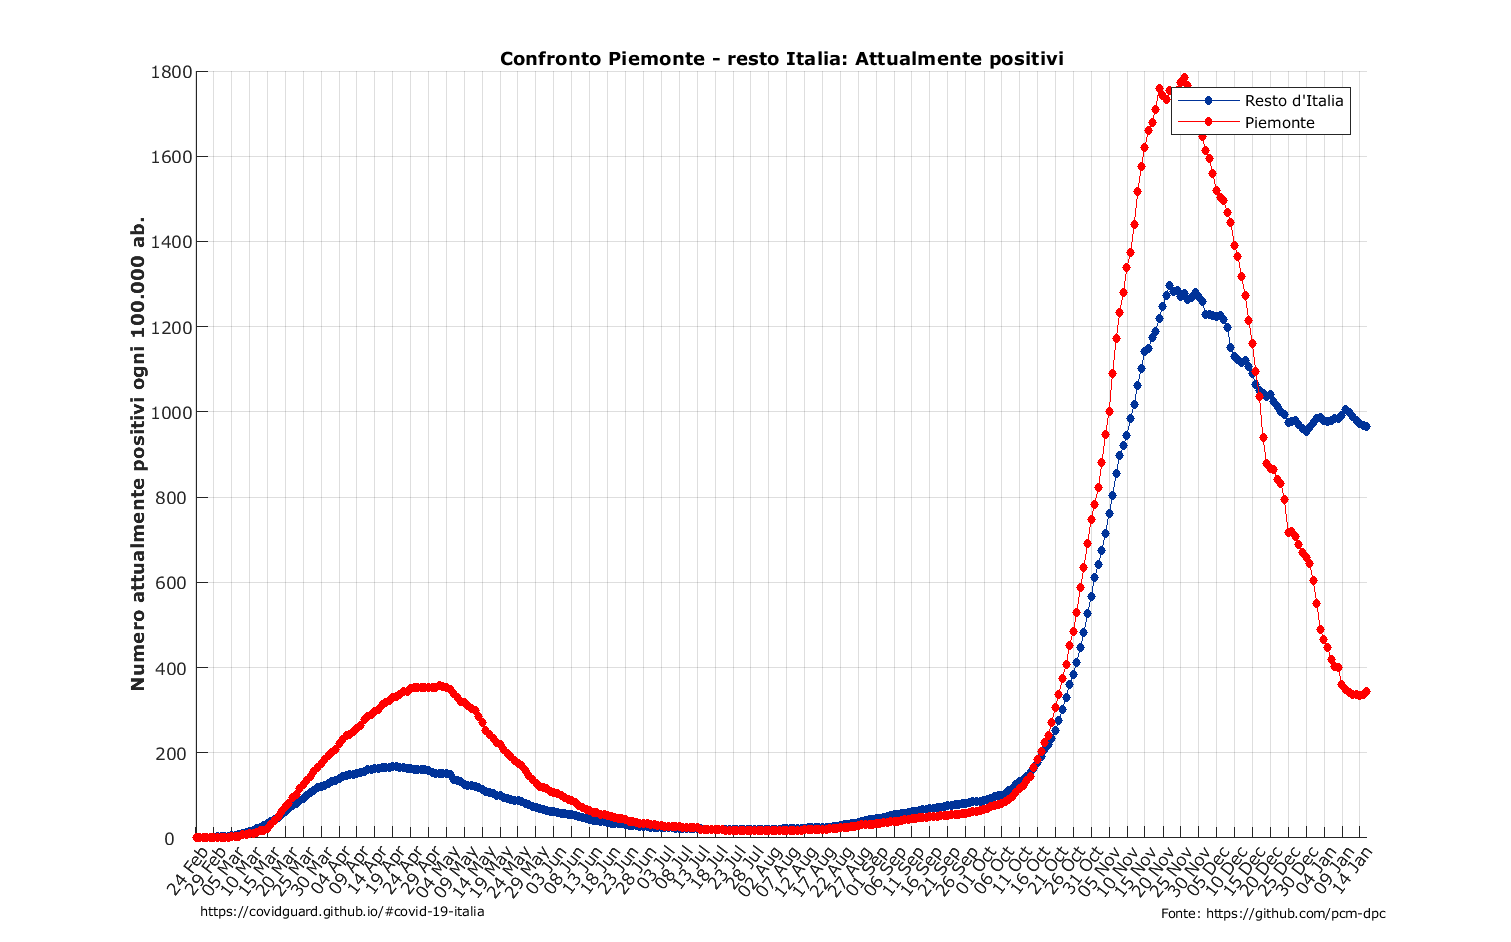 Confronto Piemonte - resto Italia: Attualmente positivi
Numero attualmente positivi ogni 100.000 ab.
1800
1600
1400
1200
1000
800
600
400
200
0
Resto d'Italia
Piemonte
24 Feb
29 Feb
05 Mar
10 Mar
15 Mar
20 Mar
25 Mar
30 Mar
04 Apr
09 Apr
14 Apr
19 Apr
24 Apr
29 Apr
04 May
09 May
14 May
19 May
24 May
29 May
03 Jun
08 Jun
13 Jun
18 Jun
23 Jun
28 Jun
03 Jul
08 Jul
13 Jul
18 Jul
23 Jul
28 Jul
02 Aug
07 Aug
12 Aug
17 Aug
22 Aug
27 Aug
01 Sep
06 Sep
11 Sep
16 Sep
21 Sep
26 Sep
01 Oct
06 Oct
11 Oct
16 Oct
21 Oct
26 Oct
31 Oct
05 Nov
10 Nov
15 Nov
20 Nov
25 Nov
30 Nov
05 Dec
10 Dec
15 Dec
20 Dec
25 Dec
30 Dec
04 Jan
09 Jan
14 Jan
https://covidguard.github.io/#covid-19-italia
Fonte: https://github.com/pcm-dpc